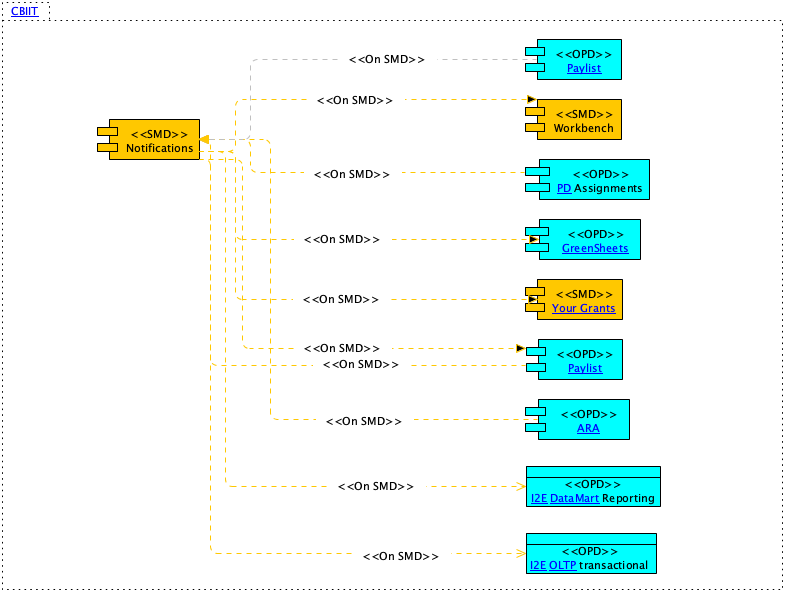 CBIIT
<<On SMD>>
<<OPD>>
Paylist
<<On SMD>>
<<SMD>>
Workbench
<<SMD>>
Notifications
<<On SMD>>
<<OPD>>
PD Assignments
<<On SMD>>
<<OPD>>
GreenSheets
<<On SMD>>
<<SMD>>
Your Grants
<<On SMD>>
<<OPD>>
<<On SMD>>
Paylist
<<On SMD>>
<<OPD>>
ARA
<<On SMD>>
<<OPD>>
I2E DataMart Reporting
<<On SMD>>
<<OPD>>
I2E OLTP transactional